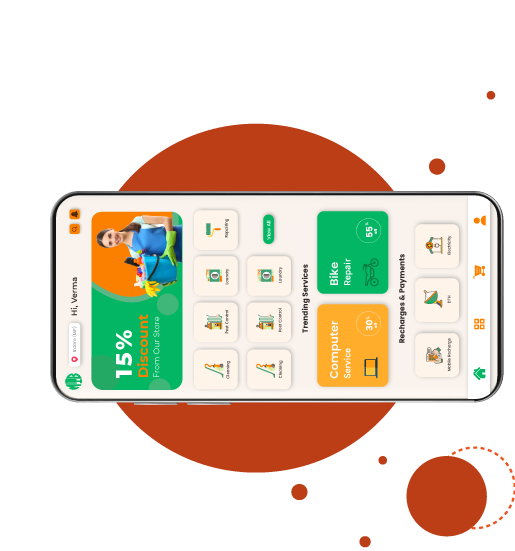 Hi, Verma
15%
Discount
From Our Store
Cleaning
Pest Control
Laundry
Repairing
Cleaning
Pest Control
Laundry
View All
Trending Services
Computer
Service
30%
off
Bike
Repair
55%
off
Recharges & Payments
Mobile Recharge
DTH
Electricity